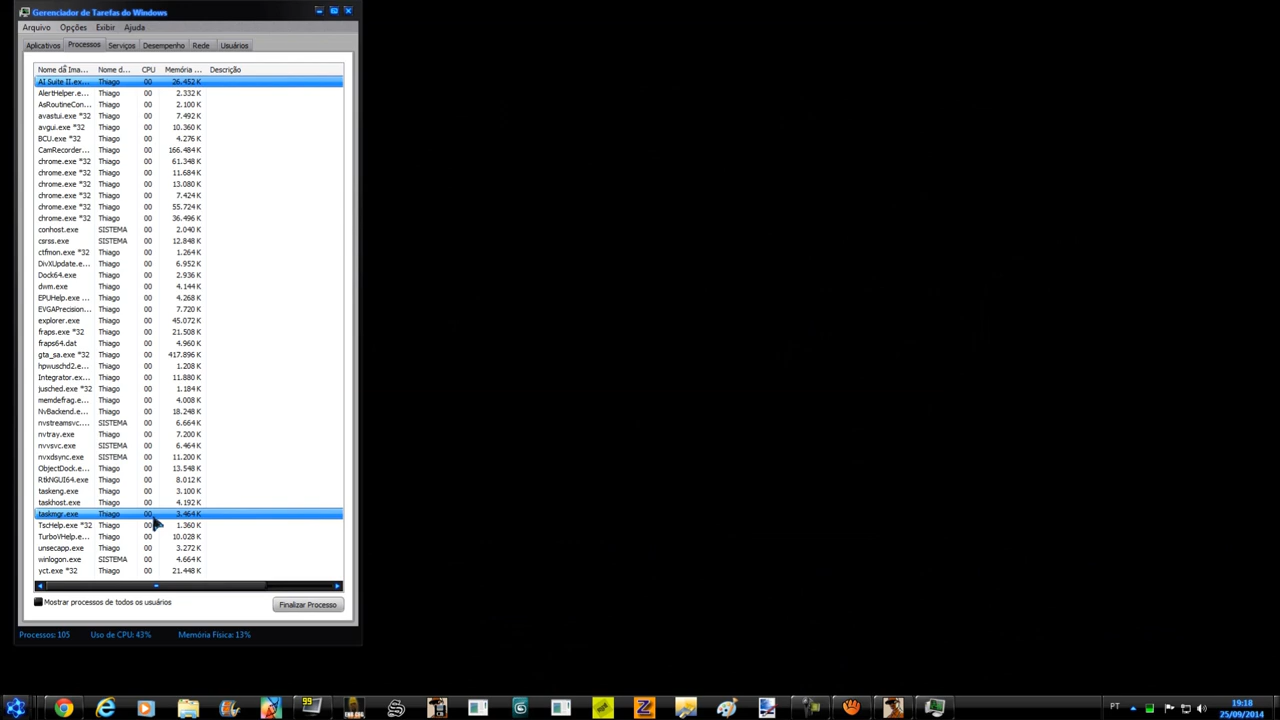 Gerenciador de Tarefas do Windows
Arquivo Opções Exibir Ajuda
Aplicativos Processos Serviços Desempenho Rede Usuários
Nome da Ima... Nome d... CPU Memória ... Descrição
AI Suite II.ex... Thiago 00 26.452 K
AlertHelper.e... Thiago 00 2.332 K
AsRoutineCon... Thiago 00 2.100 K
avastui.exe *32 Thiago 00 7.492 K
avgui.exe *32 Thiago 00 10.360 K
BCU.exe *32 Thiago 00 4.276 K
CamRecorder... Thiago 00 166.484 K
chrome.exe *32 Thiago 00 61.348 K
chrome.exe *32 Thiago 00 11.684 K
chrome.exe *32 Thiago 00 13.080 K
chrome.exe *32 Thiago 00 7.424 K
chrome.exe *32 Thiago 00 55.724 K
chrome.exe *32 Thiago 00 36.496 K
conhost.exe SISTEMA 00 2.040 K
csrss.exe SISTEMA 00 12.848 K
ctfmon.exe *32 Thiago 00 1.264 K
DivXUpdate.e... Thiago 00 6.952 K
Dock64.exe Thiago 00 2.936 K
dwm.exe Thiago 00 4.144 K
EPUHelp.exe ... Thiago 00 4.268 K
EVGAPrecision... Thiago 00 7.720 K
explorer.exe Thiago 00 45.072 K
fraps.exe *32 Thiago 00 21.508 K
fraps64.dat Thiago 00 4.960 K
gta_sa.exe *32 Thiago 00 417.896 K
hpwuschd2.e... Thiago 00 1.208 K
Integrator.ex... Thiago 00 11.880 K
jusched.exe *32 Thiago 00 1.184 K
memdefrag.e... Thiago 00 4.008 K
NvBackend.e... Thiago 00 18.248 K
nvstreamsvc.... SISTEMA 00 6.664 K
nvtray.exe Thiago 00 7.200 K
nvvsvc.exe SISTEMA 00 6.464 K
nvxdsync.exe SISTEMA 00 11.200 K
ObjectDock.e... Thiago 00 13.548 K
RtkNGUI64.exe Thiago 00 8.012 K
taskeng.exe Thiago 00 3.100 K
taskhost.exe Thiago 00 4.192 K
taskmgr.exe Thiago 00 3.464 K
TscHelp.exe *32 Thiago 00 1.360 K
TurboVHelp.e... Thiago 00 10.028 K
unsecapp.exe Thiago 00 3.272 K
winlogon.exe SISTEMA 00 4.664 K
yct.exe *32 Thiago 00 21.448 K
Mostrar processos de todos os usuários Finalizar Processo
Processos: 105 Uso de CPU: 43% Memória Física: 13%
99
PT
19:18
25/09/2014